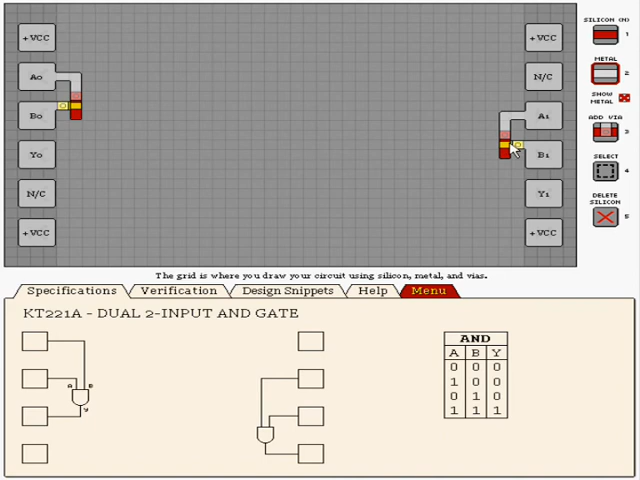 SILICON (N)
1
+VCC
+VCC
METAL
A0
N/C
2
SHOW METAL
B0
A1
ADD VIA
3
Y0
B1
SELECT
4
N/C
Y1
DELETE SILICON
5
+VCC
+VCC
The grid is where you draw your circuit using silicon, metal, and vias.
Specifications
Verification
Design Snippets
Help
Menu
KT221A - DUAL 2-INPUT AND GATE
AND
A B Y
0 0 0
1 0 0
0 1 0
1 1 1
A B
Y